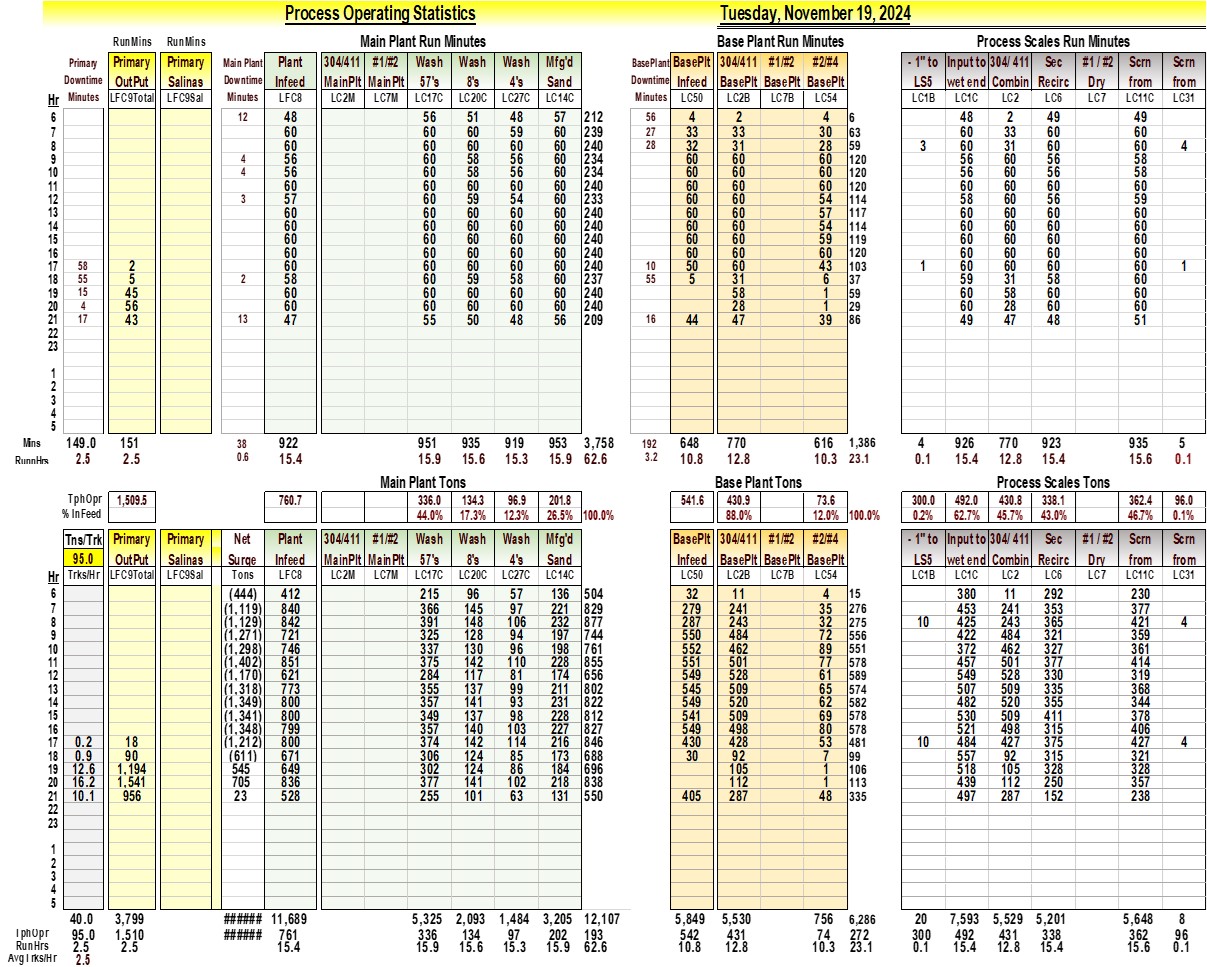 Process Operating Statistics Tuesday, November 19, 2024
RunMins RunMins Main Plant Run Minutes Base Plant Run Minutes Process Scales Run Minutes
Primary Primary Primary Main Plant Plant 304/411 #1/#2 Wash Wash Wash Mfg'd BasePlant BasePlt 304/411 #1/#2 #2/#4 - 1" to Input to 304/ 411 Sec #1 / #2 Scrn Scrn
Downtime OutPut Salinas Downtime Infeed MainPlt MainPlt 57's 8's 4's Sand Downtime Infeed BasePlt BasePlt BasePlt LS5 wet end Combin Recirc Dry from from
Hr Minutes LFC9Total LFC9Sal Minutes LFC8 LC2M LC7M LC17C LC20C LC27C LC14C Minutes LC50 LC2B LC7B LC54 LC1B LC1C LC2 LC6 LC7 LC11C LC31
6 12 48 56 51 48 57 212 56 4 2 4 6 48 2 49 49
7 60 60 60 59 60 239 27 33 33 30 63 60 33 60 60
8 60 60 60 60 60 240 28 32 31 28 59 3 60 31 60 60 4
9 4 56 60 58 56 60 234 60 60 60 120 56 60 56 58
10 4 56 60 58 56 60 234 60 60 60 120 56 60 56 58
11 60 60 60 60 60 240 60 60 60 120 60 60 60 60
12 3 57 60 59 54 60 233 60 60 54 114 58 60 56 59
13 60 60 60 60 60 240 60 60 57 117 60 60 60 60
14 60 60 60 60 60 240 60 60 54 114 60 60 60 60
15 60 60 60 60 60 240 60 60 59 119 60 60 60 60
16 60 60 60 60 60 240 60 60 60 120 60 60 60 60
17 58 2 60 60 60 60 60 240 10 50 60 43 103 1 60 60 60 60 1
18 55 5 2 58 60 59 58 60 237 55 5 31 6 37 59 31 58 59
19 15 45 60 60 60 60 60 240 58 1 59 60 58 60 60
20 4 56 60 60 60 60 60 240 28 1 29 60 28 60 60
21 17 43 13 47 55 50 48 56 209 16 44 47 39 86 49 47 48 51
22
23
1
2
3
4
5
Mins 149.0 151 38 922 951 935 919 953 3,758 192 648 770 616 1,386 4 926 770 923 935 5
RunnHrs 2.5 2.5 0.6 15.4 15.9 15.6 15.3 15.9 62.6 3.2 10.8 12.8 10.3 23.1 0.1 15.4 12.8 15.4 15.6 0.1
Main Plant Tons Base Plant Tons Process Scales Tons
TphOpr 1,509.5 760.7 336.0 134.3 96.9 201.8 541.6 430.9 73.6 300.0 492.0 430.8 338.1 362.4 96.0
% InFeed 44.0% 17.3% 12.3% 26.5% 100.0% 88.0% 12.0% 100.0% 0.2% 62.7% 45.7% 43.0% 46.7% 0.1%
Tns/Trk Primary Primary Net Plant 304/411 #1/#2 Wash Wash Wash Mfg'd BasePlt 304/411 #1/#2 #2/#4 - 1" to Input to 304/ 411 Sec #1 / #2 Scrn Scrn
95.0 OutPut Salinas Surge Infeed MainPlt MainPlt 57's 8's 4's Sand Infeed BasePlt BasePlt BasePlt LS5 wet end Combin Recirc Dry from from
Hr Trks/Hr LFC9Total LFC9Sal Tons LFC8 LC2M LC7M LC17C LC20C LC27C LC14C LC50 LC2B LC7B LC54 LC1B LC1C LC2 LC6 LC7 LC11C LC31
6 (444) 412 215 96 57 136 504 32 11 4 15 380 11 292 230
7 (1,119) 840 366 145 97 221 829 279 241 35 276 453 241 353 377
8 (1,129) 842 391 148 106 232 877 287 243 32 275 10 425 243 365 421 4
9 (1,271) 721 325 128 94 197 744 550 484 72 556 422 484 321 359
10 (1,298) 746 337 130 96 198 761 552 462 89 551 372 462 327 361
11 (1,402) 851 375 142 110 228 855 551 501 77 578 457 501 377 414
12 (1,170) 621 284 117 81 174 656 549 528 61 589 549 528 330 319
13 (1,318) 773 355 137 99 211 802 545 509 65 574 507 509 335 368
14 (1,349) 800 357 141 93 231 822 549 520 62 582 482 520 355 344
15 (1,341) 800 349 137 98 228 812 541 509 69 578 530 509 411 378
16 (1,348) 799 357 140 103 227 827 549 498 80 578 521 498 315 406
17 0.2 18 (1,212) 800 374 142 114 216 846 430 428 53 481 10 484 427 375 427 4
18 0.9 90 (611) 671 306 124 85 173 688 30 92 7 99 557 92 315 321
19 12.6 1,194 545 649 302 124 86 184 696 105 1 106 518 105 328 328
20 16.2 1,541 705 836 377 141 102 218 838 112 1 113 439 112 250 357
21 10.1 956 23 528 255 101 63 131 550 405 287 48 335 497 287 152 238
22
23
1
2
3
4
5
40.0 3,799 ###### 11,689 5,325 2,093 1,484 3,205 12,107 5,849 5,530 756 6,286 20 7,593 5,529 5,201 5,648 8
TphOpr 95.0 1,510 ###### 761 336 134 97 202 193 542 431 74 272 300 492 431 338 362 96
RunHrs 2.5 2.5 15.4 15.9 15.6 15.3 15.9 62.6 10.8 12.8 10.3 23.1 0.1 15.4 12.8 15.4 15.6 0.1
AvgTrks/Hr 2.5